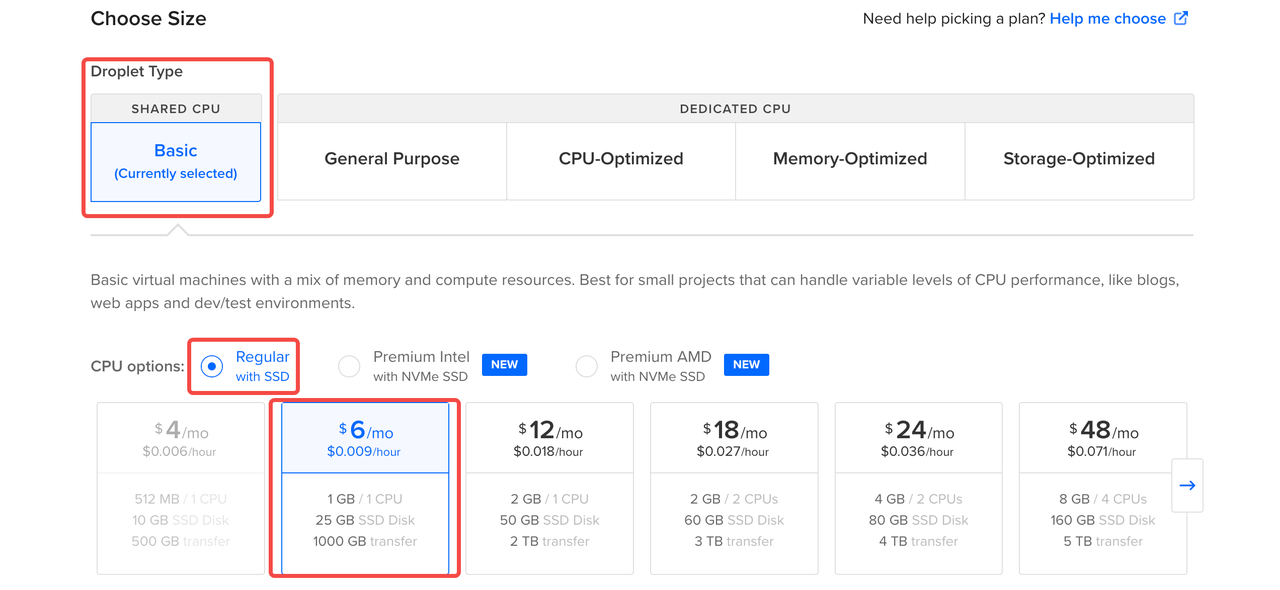 Choose Size
Need help picking a plan? Help me choose
Droplet Type
SHARED CPU
DEDICATED CPU
Basic
(Currently selected)
General Purpose
CPU-Optimized
Memory-Optimized
Storage-Optimized
Basic virtual machines with a mix of memory and compute resources. Best for small projects that can handle variable levels of CPU performance, like blogs,
web apps and dev/test environments.
CPU options:
Regular
with SSD
Premium Intel
with NVMe SSD
NEW
Premium AMD
with NVMe SSD
NEW
$4/mo
$0.006/hour
512 MB / 1 CPU
10 GB SSD Disk
500 GB transfer
$6/mo
$0.009/hour
1 GB / 1 CPU
25 GB SSD Disk
1000 GB transfer
$12/mo
$0.018/hour
2 GB / 1 CPU
50 GB SSD Disk
2 TB transfer
$18/mo
$0.027/hour
2 GB / 2 CPUs
60 GB SSD Disk
3 TB transfer
$24/mo
$0.036/hour
4 GB / 2 CPUs
80 GB SSD Disk
4 TB transfer
$48/mo
$0.071/hour
8 GB / 4 CPUs
160 GB SSD Disk
5 TB transfer